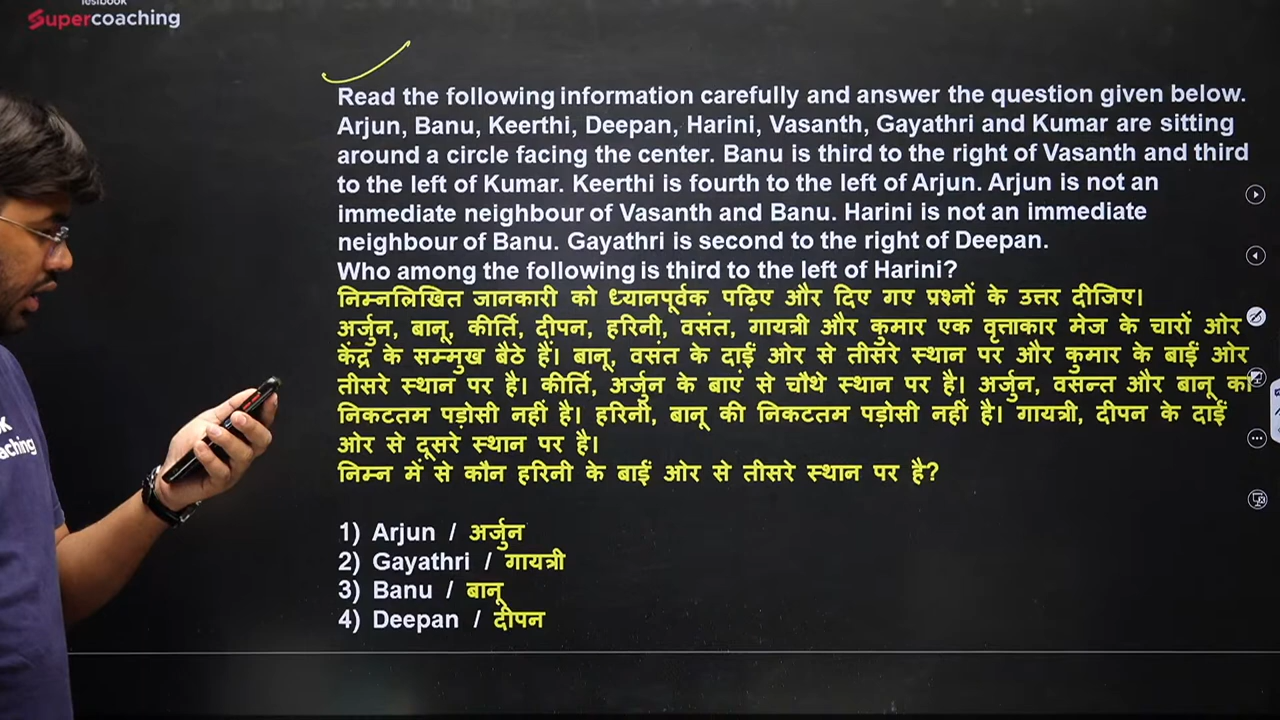 Testbook
Supercoaching
Read the following information carefully and answer the question given below.
Arjun, Banu, Keerthi, Deepan, Harini, Vasanth, Gayathri and Kumar are sitting
around a circle facing the center. Banu is third to the right of Vasanth and third
to the left of Kumar. Keerthi is fourth to the left of Arjun. Arjun is not an
immediate neighbour of Vasanth and Banu. Harini is not an immediate
neighbour of Banu. Gayathri is second to the right of Deepan.
Who among the following is third to the left of Harini?
निम्नलिखित जानकारी को ध्यानपूर्वक पढ़िए और दिए गए प्रश्नों के उत्तर दीजिए।
अर्जुन, बानू, कीर्ति, दीपन, हरिनी, वसंत, गायत्री और कुमार एक वृत्ताकार मेज के चारों ओर
केंद्र के सम्मुख बैठे हैं। बानू, वसंत के दाईं ओर से तीसरे स्थान पर और कुमार के बाईं ओर
तीसरे स्थान पर है। कीर्ति, अर्जुन के बाएं से चौथे स्थान पर है। अर्जुन, वसन्त और बानू का
निकटतम पड़ोसी नहीं है। हरिनी, बानू की निकटतम पड़ोसी नहीं है। गायत्री, दीपन के दाईं
ओर से दूसरे स्थान पर है।
निम्न में से कौन हरिनी के बाईं ओर से तीसरे स्थान पर है?
1) Arjun / अर्जुन
2) Gayathri / गायत्री
3) Banu / बानू
4) Deepan / दीपन